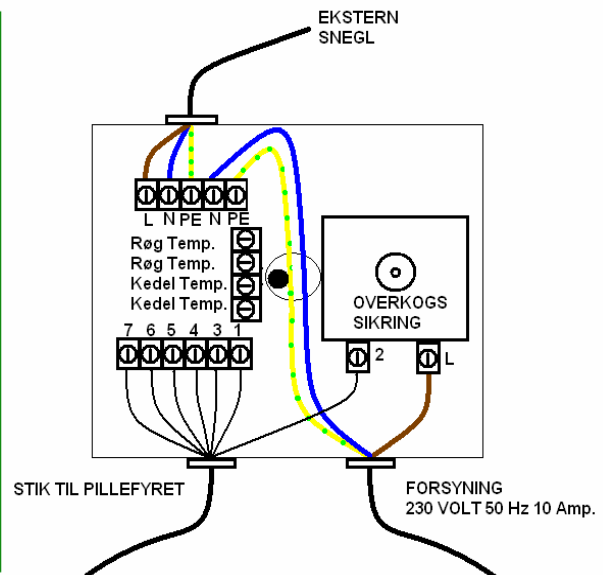 EKSTERN
SNEGL
L N PE N PE
Røg Temp.
Røg Temp.
Kedel Temp.
Kedel Temp.
OVERKOGS
SIKRING
7 6 5 4 3 1
2
L
STIK TIL PILLEFYRET
FORSYNING
230 VOLT 50 Hz 10 Amp.